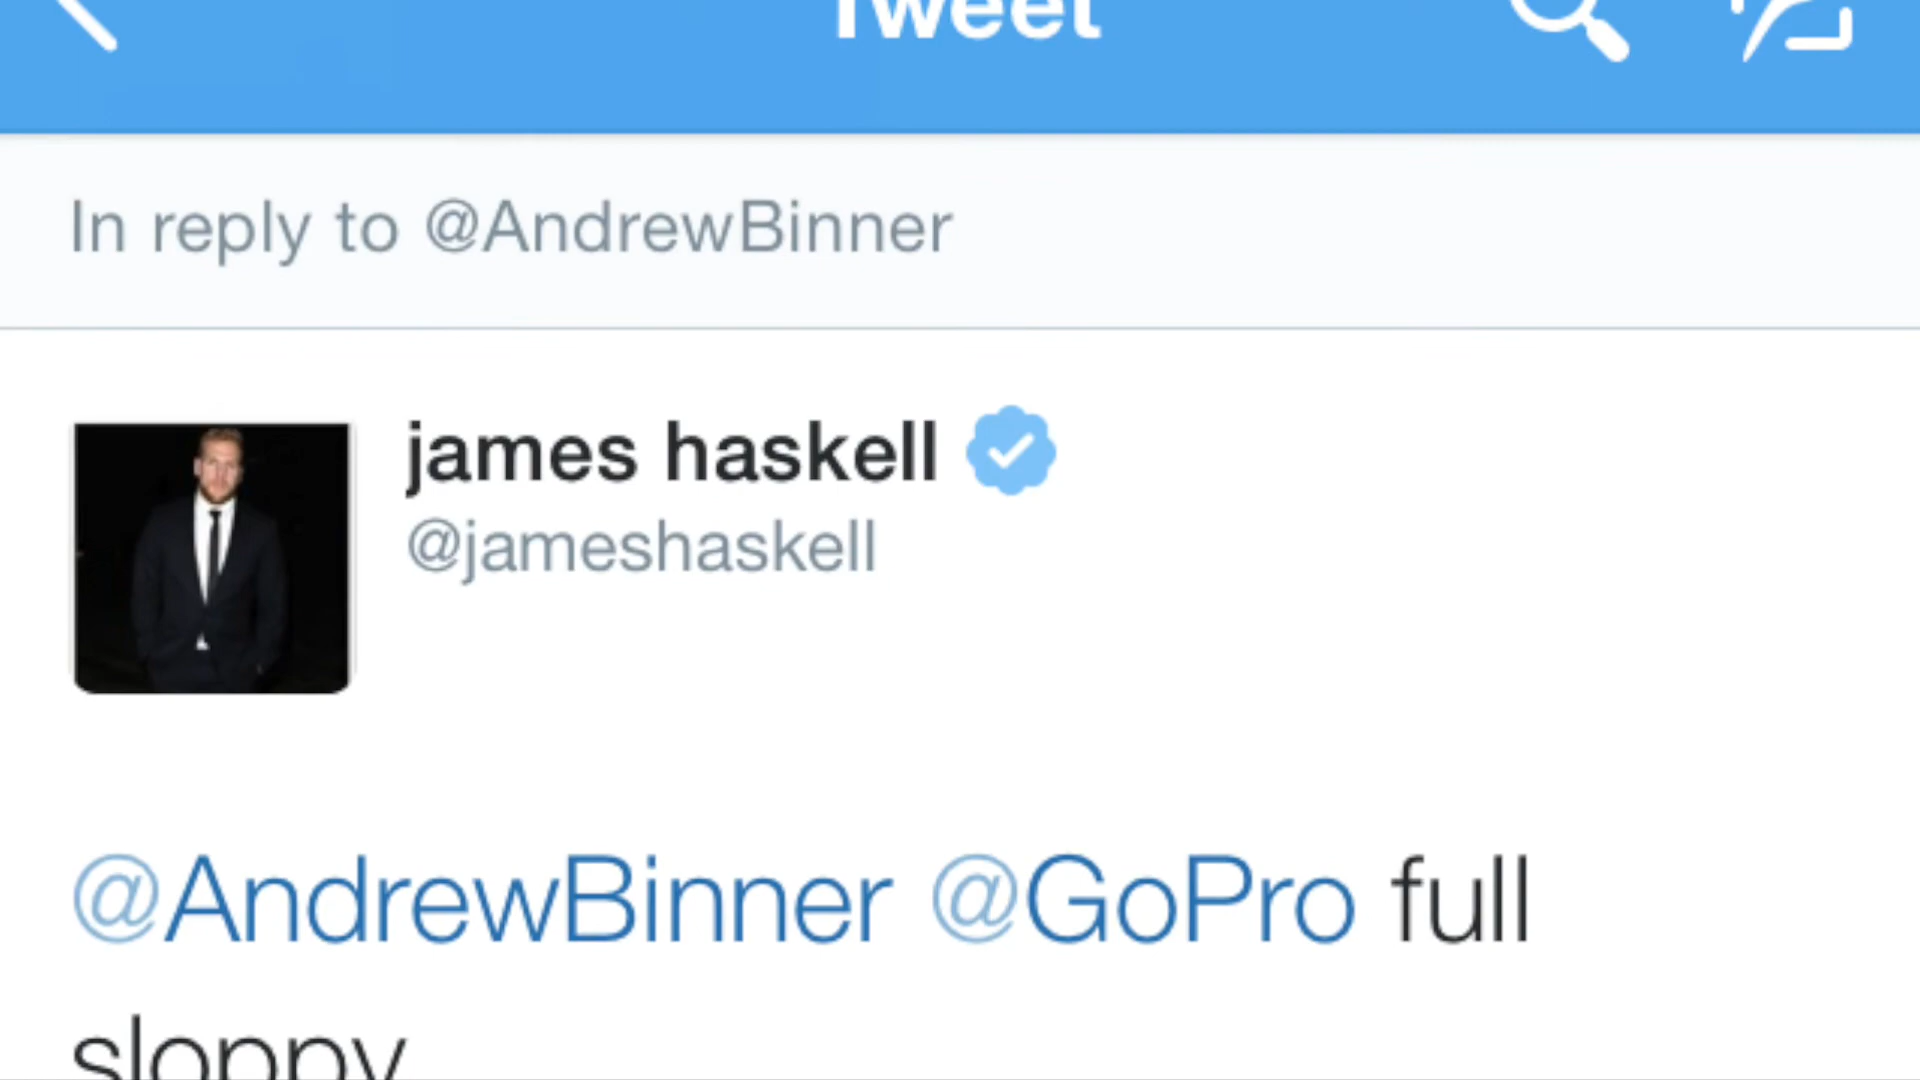 Tweet
In reply to @AndrewBinner
james haskell
@jameshaskell
@AndrewBinner @GoPro full
sloppy